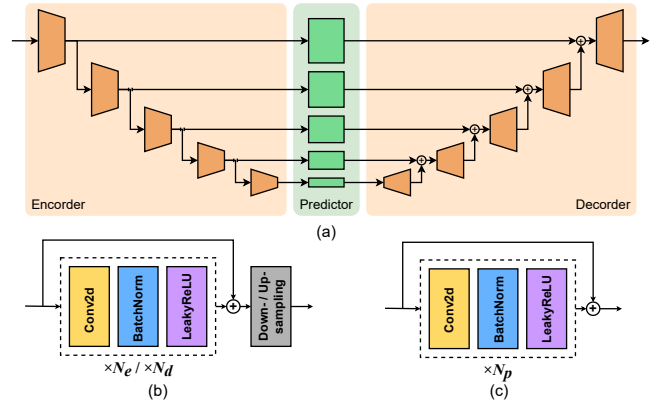 Encorder
Predictor
Decorder
(a)
Conv2d
BatchNorm
LeakyReLU
Down- / Up-
sampling
×Ne / ×Nd
(b)
Conv2d
BatchNorm
LeakyReLU
×Np
(c)